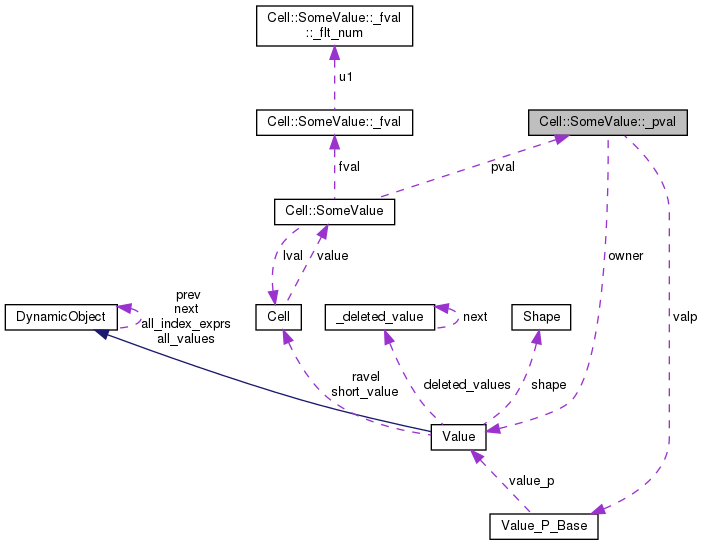 Cell::SomeValue::_fval
::_flt_num
u1
Cell::SomeValue::_fval
Cell::SomeValue::_pval
fval
pval
Cell::SomeValue
lval
value
owner
prev
next
all_index_exprs
all_values
DynamicObject
Cell
_deleted_value
next
Shape
valp
ravel
short_value
deleted_values
shape
Value
value_p
Value_P_Base